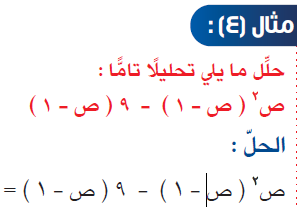 مثال (٤) :
حلِّل ما يلي تحليلًا تامًّا :
ص٢ ( ص - ١ ) - ٩ ( ص - ١ )
الحلّ :
ص٢ ( ص - ١ ) - ٩ ( ص - ١ ) =